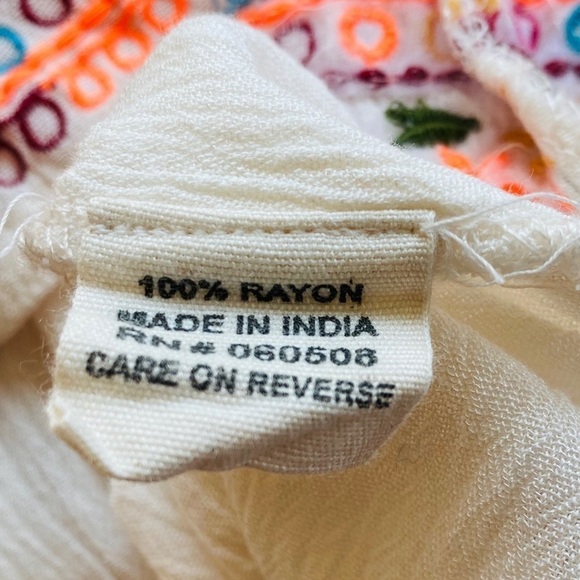 100% RAYON
MADE IN INDIA
RN# 060508
CARE ON REVERSE